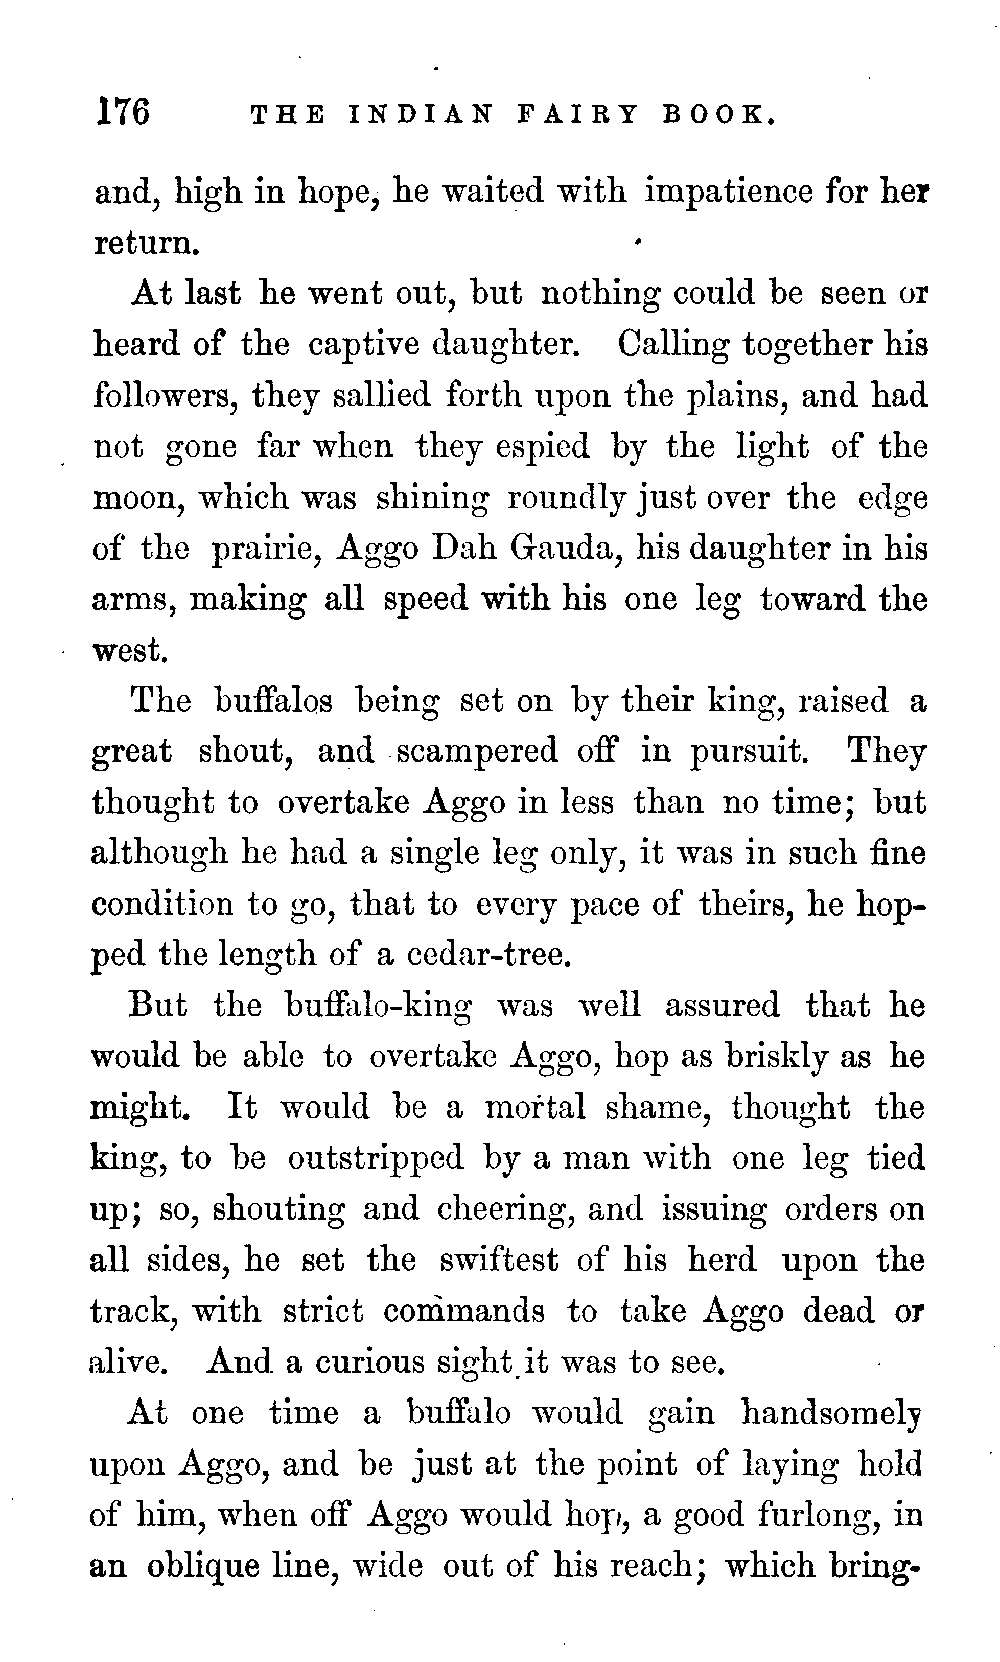 176 THE INDIAN FAIRY BOOK.
and, high in hope, he waited with impatience for her
return.
At last he went out, but nothing could be seen or
heard of the captive daughter. Calling together his
followers, they sallied forth upon the plains, and had
not gone far when they espied by the light of the
moon, which was shining roundly just over the edge
of the prairie, Aggo Dah Gauda, his daughter in his
arms, making all speed with his one leg toward the
west.
The buffalos being set on by their king, raised a
great shout, and scampered off in pursuit. They
thought to overtake Aggo in less than no time; but
although he had a single leg only, it was in such fine
condition to go, that to every pace of theirs, he hop-
ped the length of a cedar-tree.
But the buffalo-king was well assured that he
would be able to overtake Aggo, hop as briskly as he
might. It would be a mortal shame, thought the
king, to be outstripped by a man with one leg tied
up; so, shouting and cheering, and issuing orders on
all sides, he set the swiftest of his herd upon the
track, with strict commands to take Aggo dead or
alive. And a curious sight it was to see.
At one time a buffalo would gain handsomely
upon Aggo, and be just at the point of laying hold
of him, when off Aggo would hop, a good furlong, in
an oblique line, wide out of his reach; which bring-